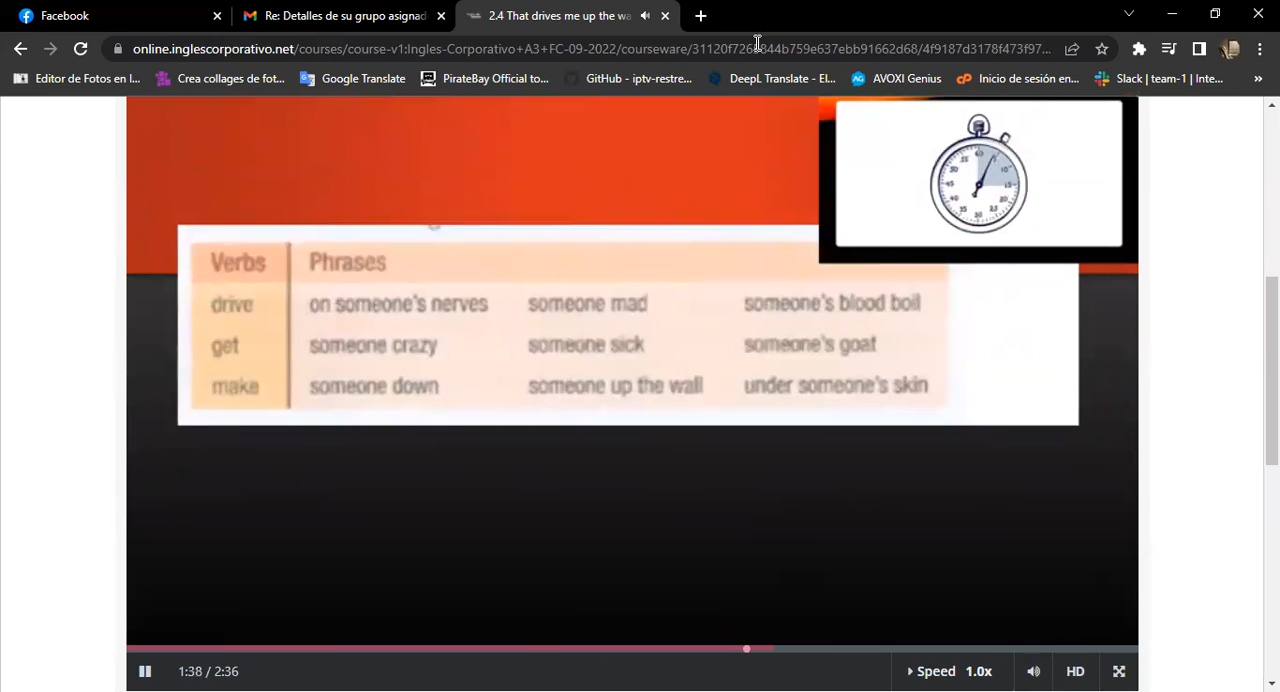 Facebook
Re: Detalles de su grupo asignad
2.4 That drives me up the wa
online.inglescorporativo.net/courses/course-v1:Ingles-Corporativo+A3+FC-09-2022/courseware/
Editor de Fotos en l...
Crea collages de fot...
Google Translate
PirateBay Official to...
GitHub - iptv-restre...
DeepL Translate - El...
AVOXI Genius
Inicio de sesión en...
Slack | team-1 | Inte...
»
Verbs Phrases
drive on someone's nerves someone mad someone's blood boil
get someone crazy someone sick someone's goat
make someone down someone up the wall under someone's skin
1:38 / 2:36
Speed 1.0x
HD